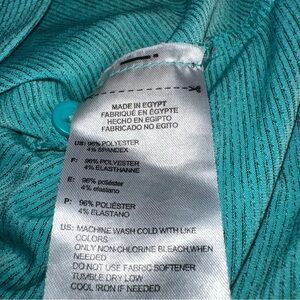 MADE IN EGYPT
FABRIQUÉ EN ÉGYPTE
HECHO EN EGIPTO
FABRICADO NO EGITO
US: 96% POLYESTER
4% SPANDEX
F: 96% POLYESTER
4% ELASTHANNE
E: 96% poliéster
4% elastano
P: 96% POLIÉSTER
4% ELASTANO
US: MACHINE WASH COLD WITH LIKE
COLORS
ONLY NON-CHLORINE BLEACH,WHEN
NEEDED
DO NOT USE FABRIC SOFTENER
TUMBLE DRY LOW
COOL IRON IF NEEDED